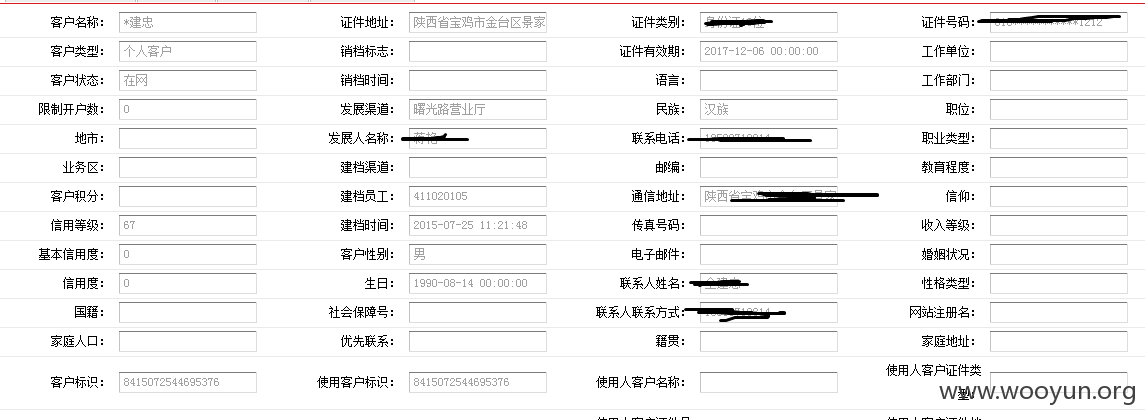 客户名称： *建忠 证件地址： 陕西省宝鸡市金台区景家 证件类别： 证件号码：
客户类型： 个人客户 销档标志： 证件有效期： 2017-12-06 00:00:00 工作单位：
客户状态： 在网 销档时间： 语言： 工作部门：
限制开户数： 0 发展渠道： 曙光路营业厅 民族： 汉族 职位：
地市： 发展人名称： 联系电话： 职业类型：
业务区： 建档渠道： 邮编： 教育程度：
客户积分： 建档员工： 411020105 通信地址： 陕西省 信仰：
信用等级： 67 建档时间： 2015-07-25 11:21:48 传真号码： 收入等级：
基本信用度： 0 客户性别： 男 电子邮件： 婚姻状况：
信用度： 0 生日： 1990-08-14 00:00:00 联系人姓名： 性格类型：
国籍： 社会保障号： 联系人联系方式： 网站注册名：
家庭人口： 优先联系： 籍贯： 家庭地址：
客户标识： 8415072544695376 使用客户标识： 8415072544695376 使用人客户名称： 使用人客户证件类
www.wooyun.org